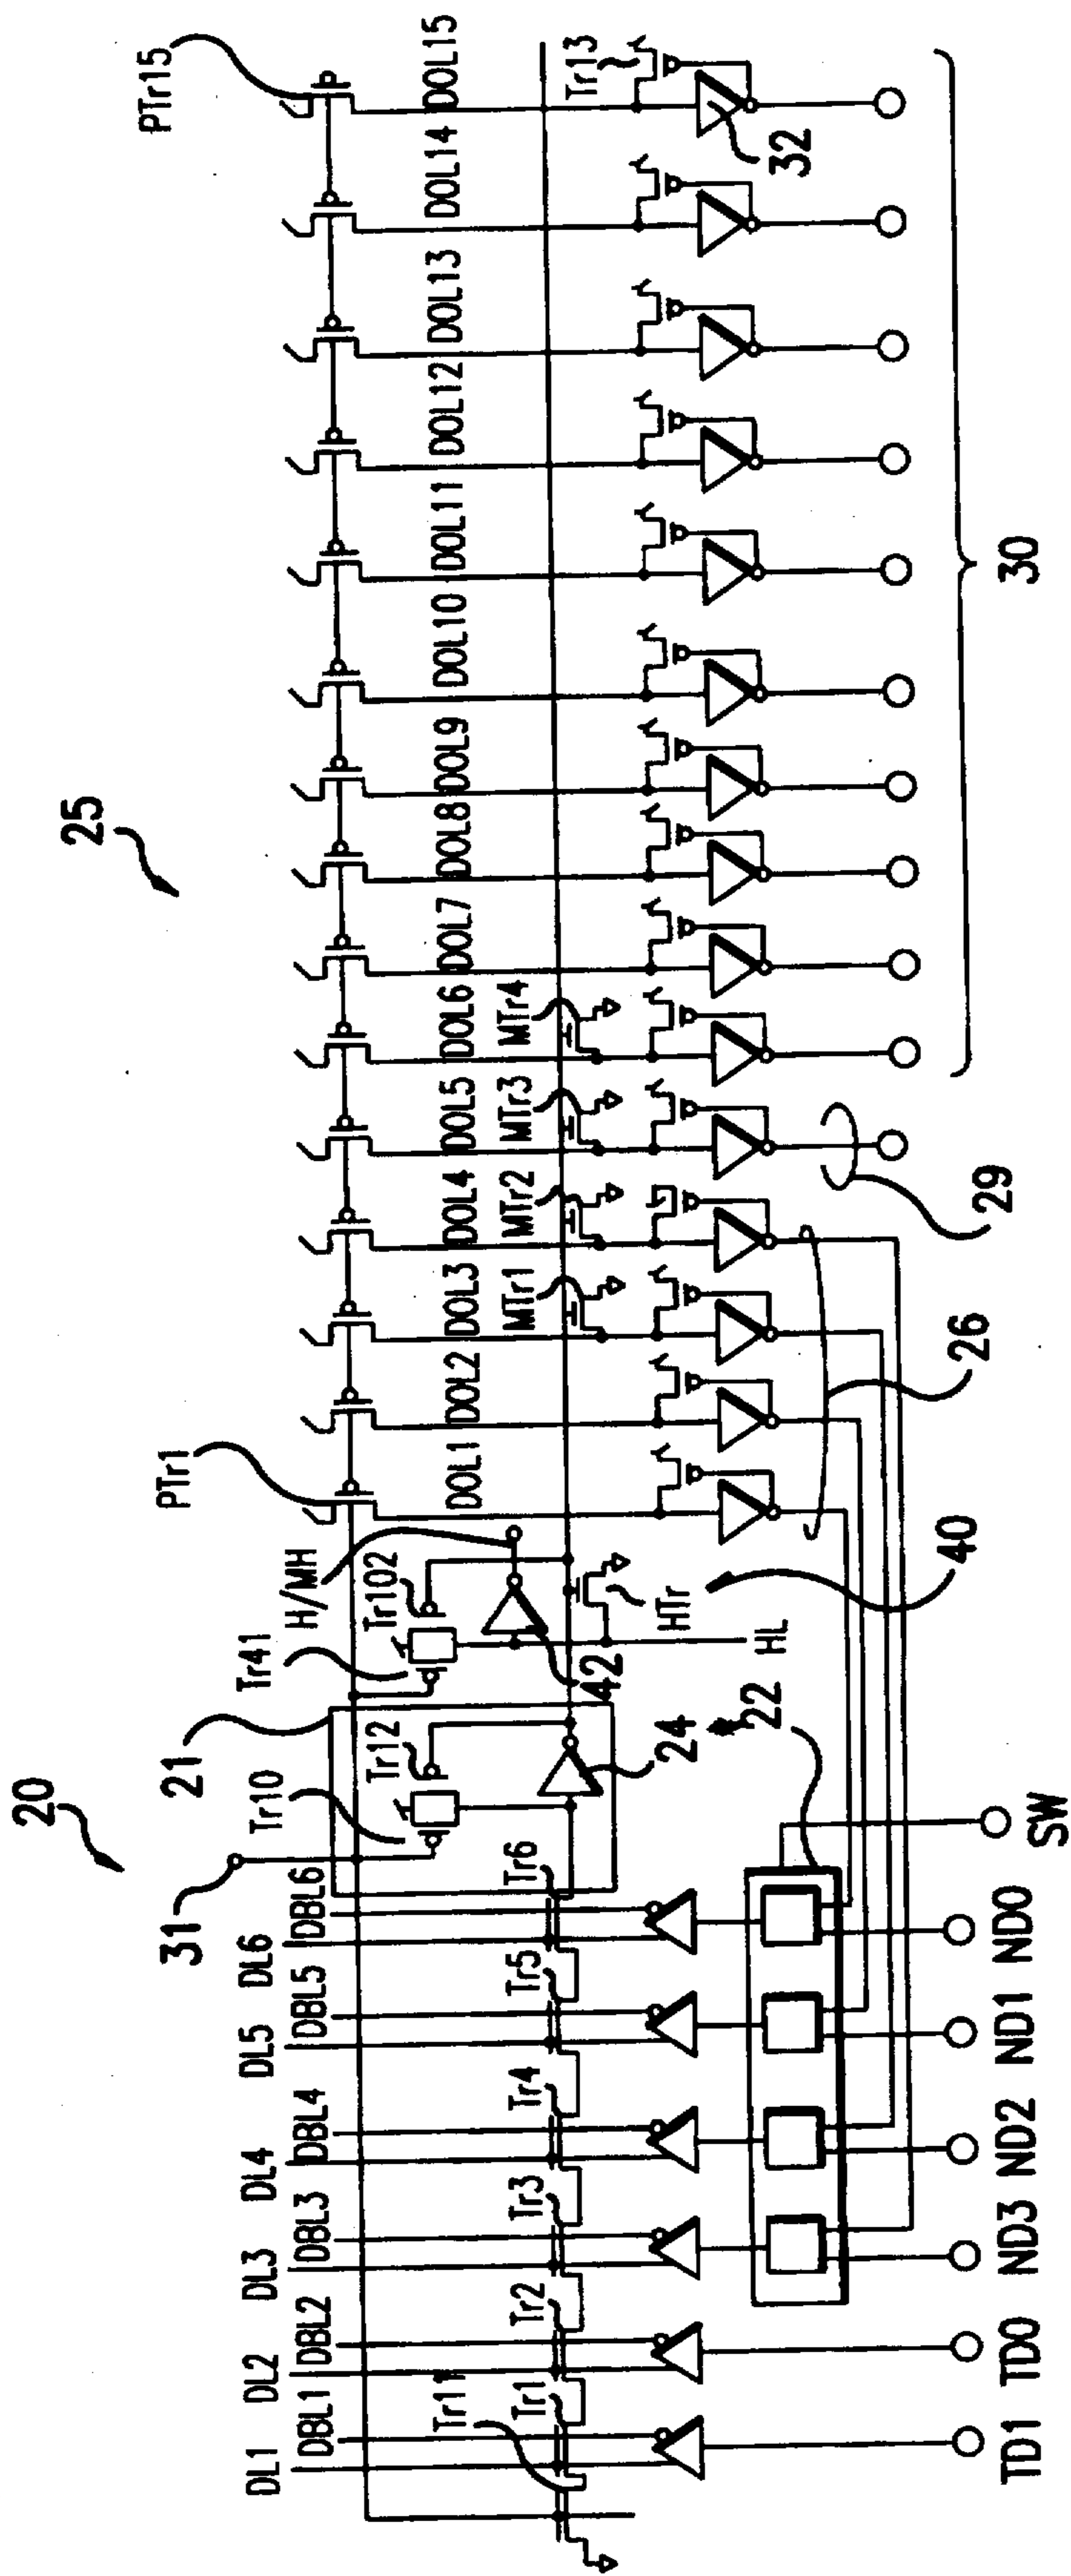 20
25
31
21
PTr1
PTr15
DL1
DBL1
DL2
DBL2
DL3
DBL3
DL4
DBL4
DL5
DBL5
DL6
DBL6
Tr10
Tr12
Tr41
Tr102
H/MH
DOL1
DOL2
DOL3
DOL4
DOL5
DOL6
DOL7
DOL8
DOL9
DOL10
DOL11
DOL12
DOL13
DOL14
DOL15
Tr11
Tr1
Tr2
Tr3
Tr4
Tr5
Tr6
MTr1
MTr2
MTr3
MTr4
Tr13
24
42
HTr
HL
40
22
26
29
32
30
TD1
TD0
ND3
ND2
ND1
ND0
SW